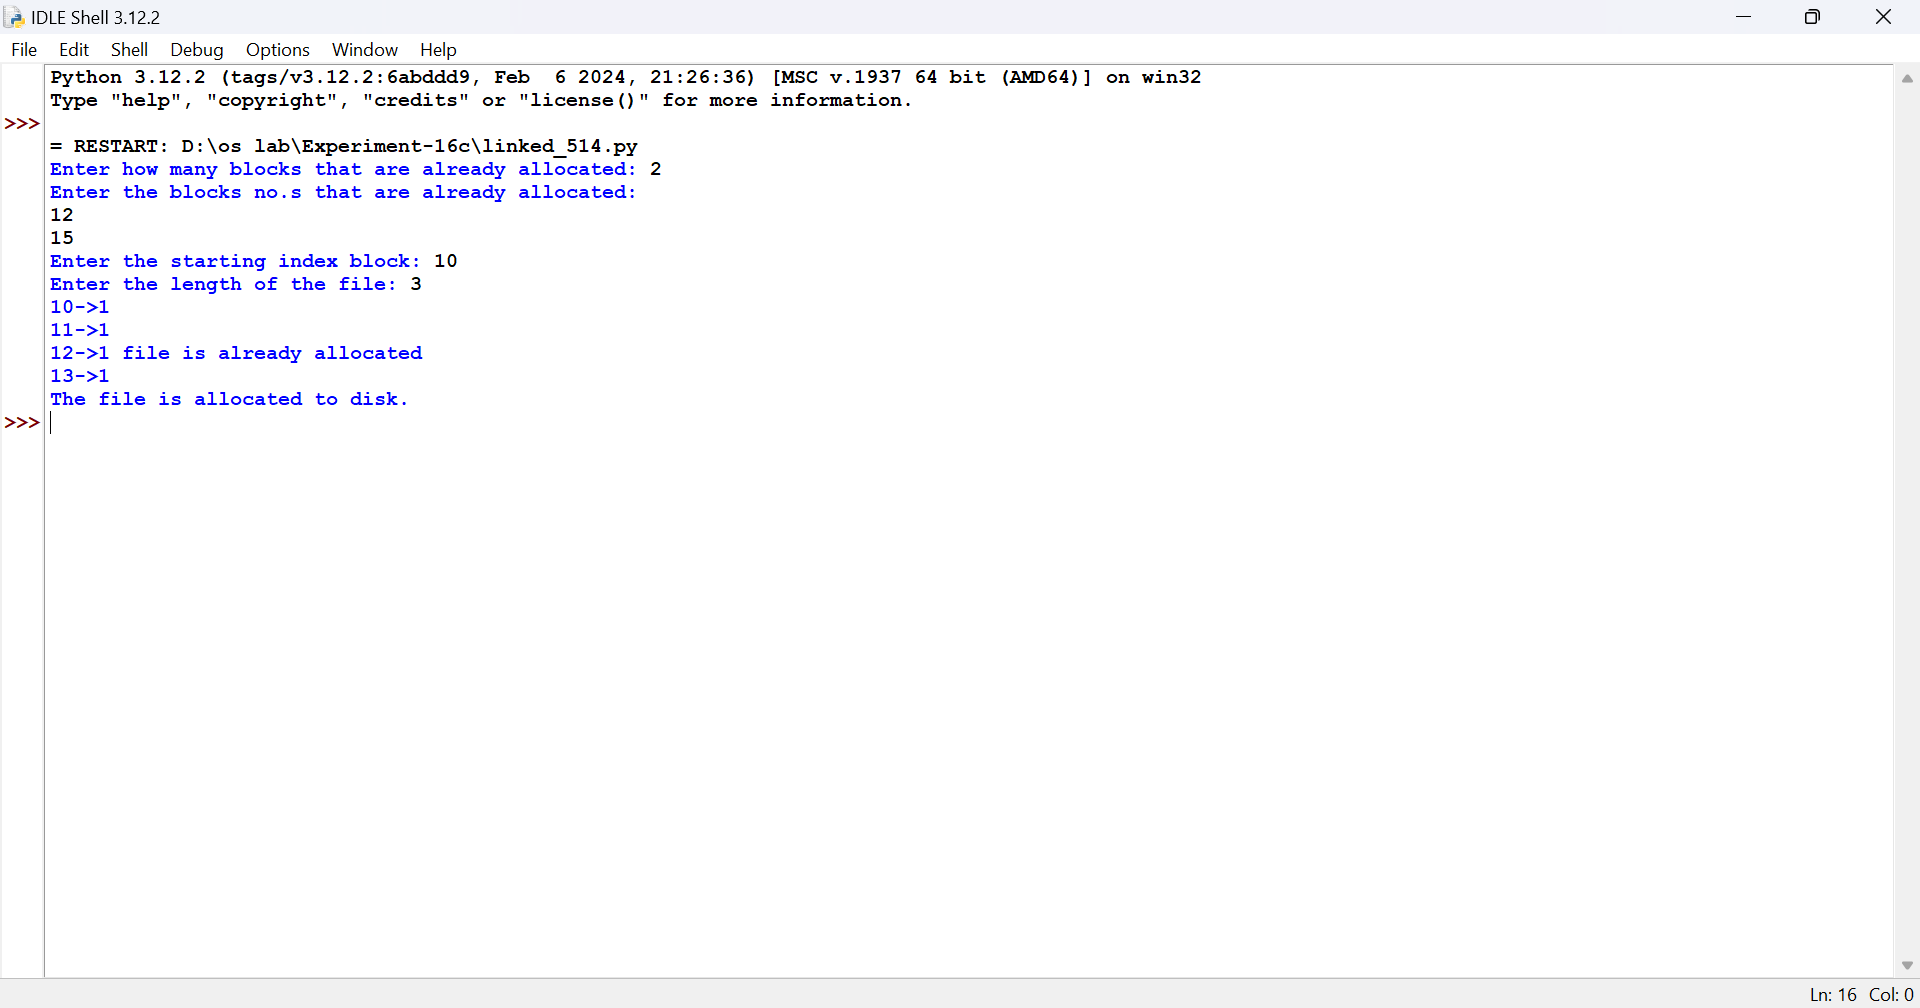 IDLE Shell 3.12.2
File Edit Shell Debug Options Window Help
Python 3.12.2 (tags/v3.12.2:6abddd9, Feb  6 2024, 21:26:36) [MSC v.1937 64 bit (AMD64)] on win32
Type "help", "copyright", "credits" or "license()" for more information.
>>>
= RESTART: D:\os lab\Experiment-16c\linked_514.py
Enter how many blocks that are already allocated: 2
Enter the blocks no.s that are already allocated:
12
15
Enter the starting index block: 10
Enter the length of the file: 3
10->1
11->1
12->1 file is already allocated
13->1
The file is allocated to disk.
>>>
Ln: 16 Col: 0